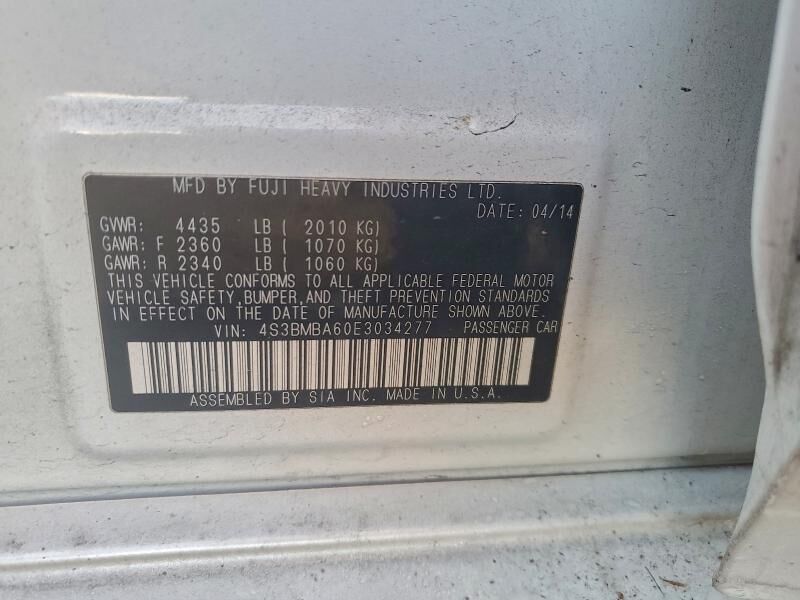 MFD BY FUJI HEAVY INDUSTRIES LTD.
DATE: 04/14
GVWR: 4435 LB ( 2010 KG)
GAWR: F 2360 LB ( 1070 KG)
GAWR: R 2340 LB ( 1060 KG)
THIS VEHICLE CONFORMS TO ALL APPLICABLE FEDERAL MOTOR
VEHICLE SAFETY, BUMPER, AND THEFT PREVENTION STANDARDS
IN EFFECT ON THE DATE OF MANUFACTURE SHOWN ABOVE.
VIN: 4S3BMBA60E3034277 PASSENGER CAR
ASSEMBLED BY SIA INC. MADE IN U.S.A.